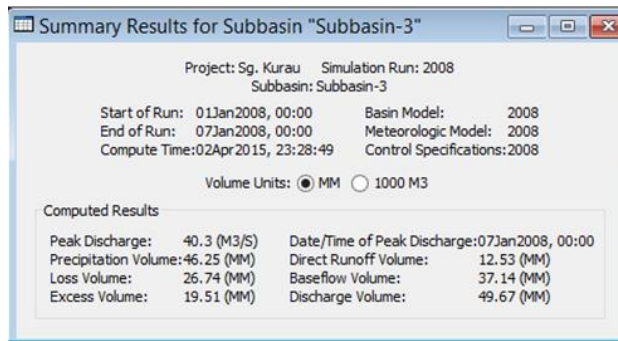 Summary Results for Subbasin "Subbasin-3"
Project: Sg. Kurau Simulation Run: 2008
Subbasin: Subbasin-3
Start of Run: 01Jan2008, 00:00 Basin Model: 2008
End of Run: 07Jan2008, 00:00 Meteorologic Model: 2008
Compute Time:02Apr2015, 23:28:49 Control Specifications:2008
Volume Units: MM 1000 M3
Computed Results
Peak Discharge: 40.3 (M3/S) Date/Time of Peak Discharge:07Jan2008, 00:00
Precipitation Volume:46.25 (MM) Direct Runoff Volume: 12.53 (MM)
Loss Volume: 26.74 (MM) Baseflow Volume: 37.14 (MM)
Excess Volume: 19.51 (MM) Discharge Volume: 49.67 (MM)